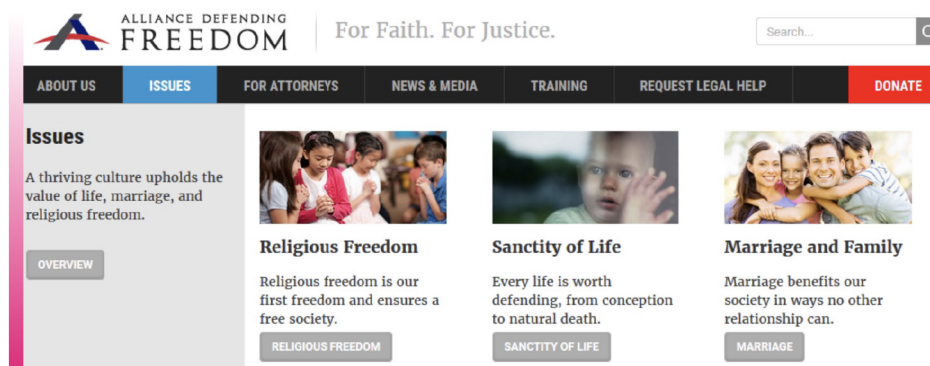 ALLIANCE DEFENDING
FREEDOM
For Faith. For Justice.
Search...
ABOUT US
ISSUES
FOR ATTORNEYS
NEWS & MEDIA
TRAINING
REQUEST LEGAL HELP
DONATE
Issues
A thriving culture upholds the
value of life, marriage, and
religious freedom.
OVERVIEW
Religious Freedom
Religious freedom is our
first freedom and ensures a
free society.
RELIGIOUS FREEDOM
Sanctity of Life
Every life is worth
defending, from conception
to natural death.
SANCTITY OF LIFE
Marriage and Family
Marriage benefits our
society in ways no other
relationship can.
MARRIAGE